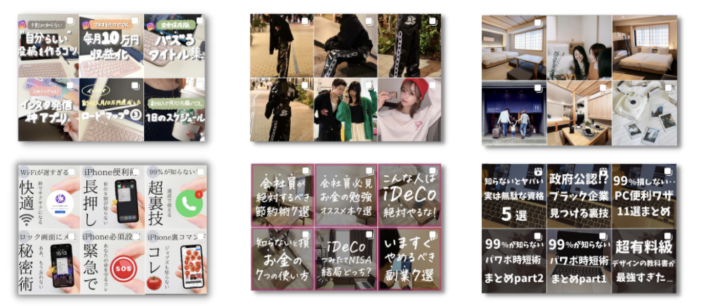 "自分らしい"
投稿を作るコツ
毎月10万円
収益化
バズる
タイトル
インスタ発信
神アプリ
ロードマップ③
1日のスケジュール
Wi-Fiが速すぎる
快適
iPhone便利
長押し
99%が知らない
超裏技
秘密術
iPhone必須設
緊急で
SOS
iPhone裏コマン
コレ
会社員が
絶対するべき
節約術7選
会社員必見
お金の勉強
オススメ本7選
こんな人は
iDeCo
絶対やるな!
知らないと損
お金の
7つの使い方
iDeCo
つみたてNISA
結局どっち?
いますぐ
やめるべき
副業7選
知らないとヤバい
実は無駄な資格
5選
政府公認!?
ブラック企業
見つける裏技
99%損しない…
PC便利ワザ
11選まとめ
99%が知らない
パワポ時短術
まとめpart2
99%が知らない
パワポ時短術
まとめpart1
超有料級
デザインの教科書が
最強すぎた…